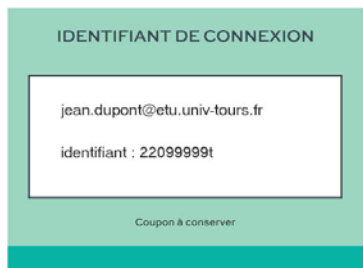 IDENTIFIANT DE CONNEXION
jean.dupont@etu.univ-tours.fr
identifiant : 22099999t
Coupon à conserver